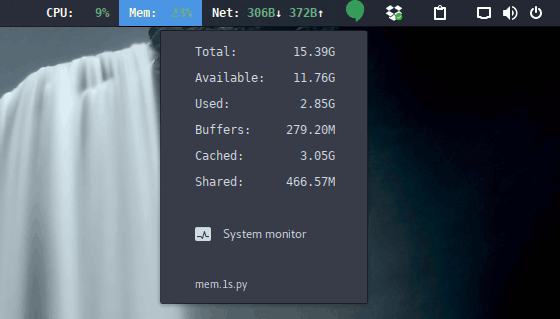 CPU: 9% Mem: 23% Net: 306B↓ 372B↑
Total: 15.39G
Available: 11.76G
Used: 2.85G
Buffers: 279.20M
Cached: 3.05G
Shared: 466.57M
System monitor
mem.1s.py